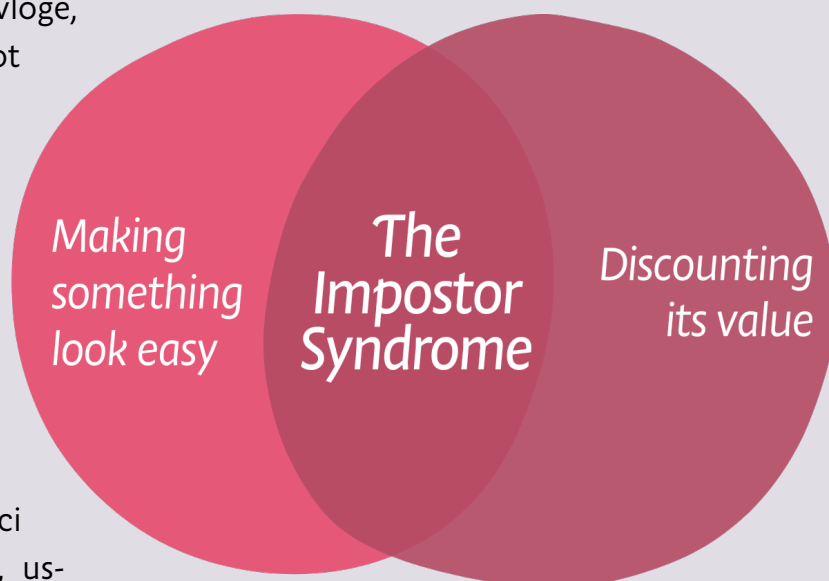 vloge,
ot
Making
something
look easy
The
Impostor
Syndrome
Discounting
its value
ci
, us-